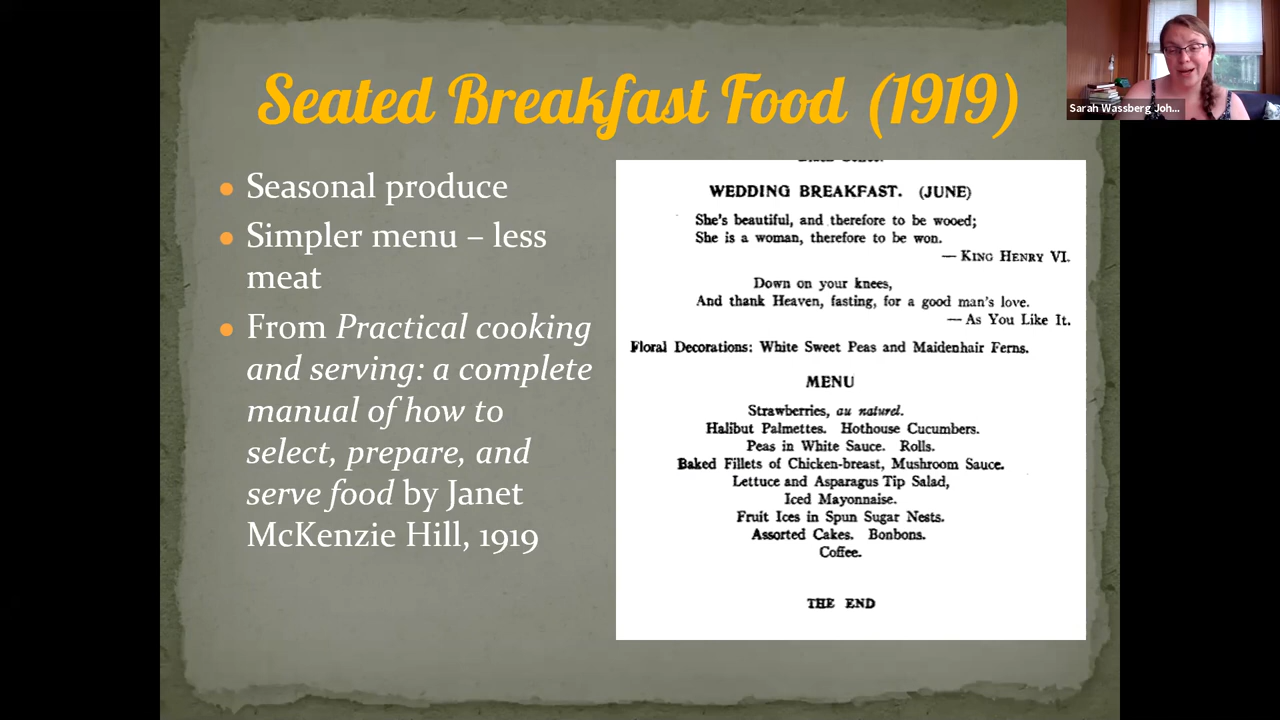 Seated Breakfast Food (1919)
Sarah Wassberg Joh...
• Seasonal produce
• Simpler menu – less
meat
• From Practical cooking
and serving: a complete
manual of how to
select, prepare, and
serve food by Janet
McKenzie Hill, 1919
WEDDING BREAKFAST. (JUNE)
She's beautiful, and therefore to be wooed;
She is a woman, therefore to be won.
— KING HENRY VI.
Down on your knees,
And thank Heaven, fasting, for a good man's love.
— AS YOU LIKE IT.
Floral Decorations: White Sweet Peas and Maidenhair Ferns.
MENU
Strawberries, au naturel.
Halibut Palmettes. Hothouse Cucumbers.
Peas in White Sauce. Rolls.
Baked Fillets of Chicken-breast, Mushroom Sauce.
Lettuce and Asparagus Tip Salad,
Iced Mayonnaise.
Fruit Ices in Spun Sugar Nests.
Assorted Cakes. Bonbons.
Coffee.
THE END